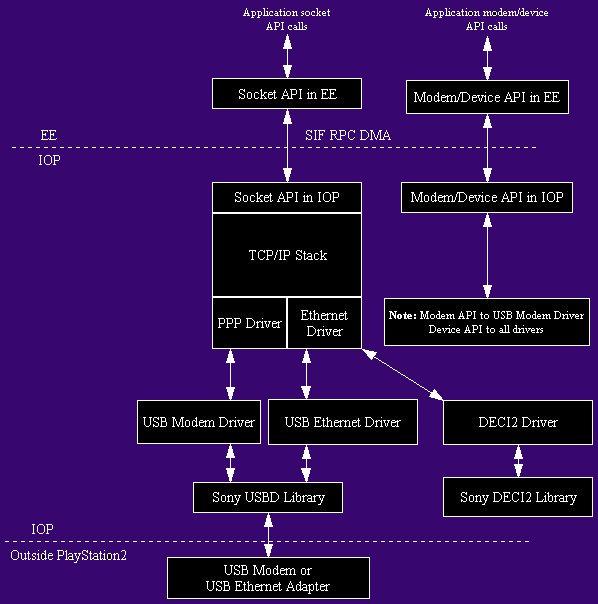 Application socket
API calls
Application modem/device
API calls
Socket API in EE
Modem/Device API in EE
EE
SIF RPC DMA
IOP
Socket API in IOP
Modem/Device API in IOP
TCP/IP Stack
PPP Driver
Ethernet
Driver
Note: Modem API to USB Modem Driver
Device API to all drivers
USB Modem Driver
USB Ethernet Driver
DECI2 Driver
Sony USBD Library
Sony DECI2 Library
IOP
Outside PlayStation2
USB Modem or
USB Ethernet Adapter